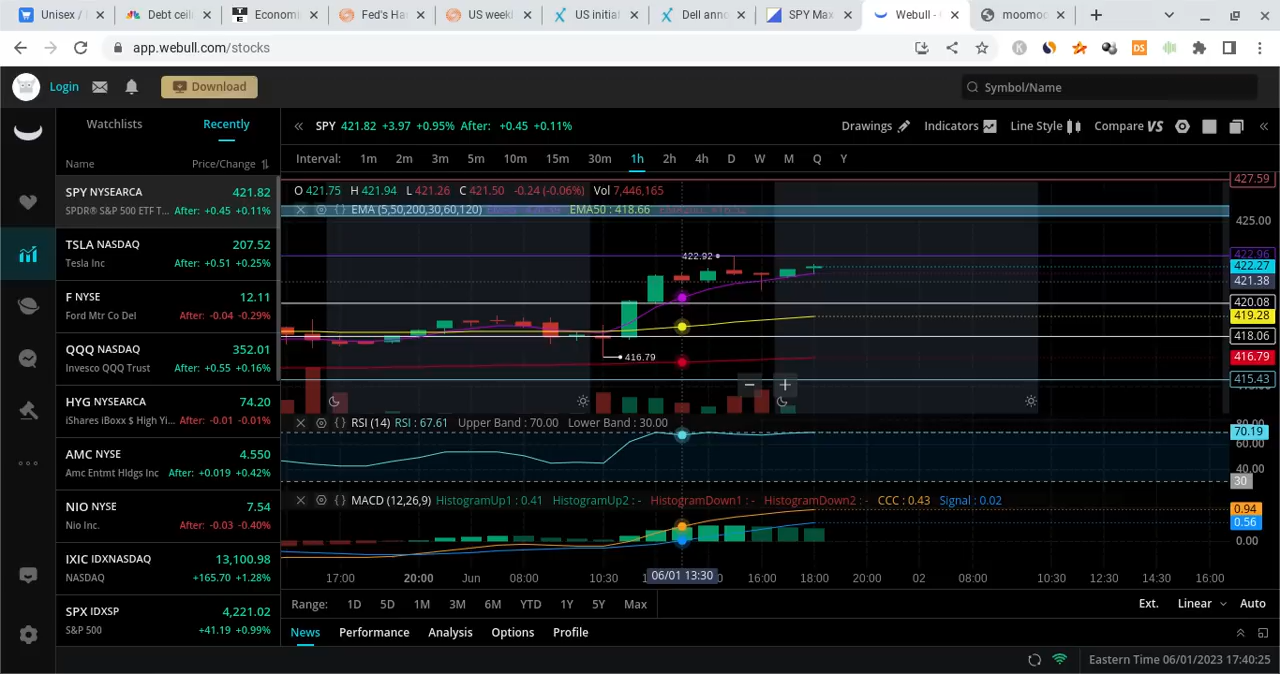 Unisex / 
Debt ceil
Economi
Fed's Ha
US weekl
US initial
Dell anno
SPY Max
Webull - 
moomoo
app.webull.com/stocks
Login
Download
Symbol/Name
Watchlists
Recently
Name
Price/Change
SPY NYSEARCA 421.82
SPDR® S&P 500 ETF T... After: +0.45 +0.11%
TSLA NASDAQ 207.52
Tesla Inc After: +0.51 +0.25%
F NYSE 12.11
Ford Mtr Co Del After: -0.04 -0.29%
QQQ NASDAQ 352.01
Invesco QQQ Trust After: +0.55 +0.16%
HYG NYSEARCA 74.20
iShares iBoxx $ High Yi... After: -0.01 -0.01%
AMC NYSE 4.550
Amc Entmt Hldgs Inc After: +0.019 +0.42%
NIO NYSE 7.54
Nio Inc. After: -0.03 -0.40%
IXIC IDXNASDAQ 13,100.98
NASDAQ +165.70 +1.28%
SPX IDXSP 4,221.02
S&P 500 +41.19 +0.99%
SPY 421.82 +3.97 +0.95% After: +0.45 +0.11%
Drawings
Indicators
Line Style
Compare VS
Interval: 1m 2m 3m 5m 10m 15m 30m 1h 2h 4h D W M Q Y
O 421.75 H 421.94 L 421.26 C 421.50 -0.24 (-0.06%) Vol 7,446,165
EMA (5,50,200,30,60,120) EMA50 : 418.66
422.92
416.79
427.59
425.00
422.96
422.27
421.38
420.08
419.28
418.06
416.79
415.43
RSI (14) RSI : 67.61 Upper Band : 70.00 Lower Band : 30.00
70.19
60.00
40.00
30
MACD (12,26,9) HistogramUp1 : 0.41 HistogramUp2 : - HistogramDown1 : - HistogramDown2 : - CCC : 0.43 Signal : 0.02
0.94
0.56
0.00
17:00 20:00 Jun 08:00 10:30 06/01 13:30 16:00 18:00 20:00 02 08:00 10:30 12:30 14:30 16:00
Range: 1D 5D 1M 3M 6M YTD 1Y 5Y Max
Ext. Linear Auto
News Performance Analysis Options Profile
Eastern Time 06/01/2023 17:40:25